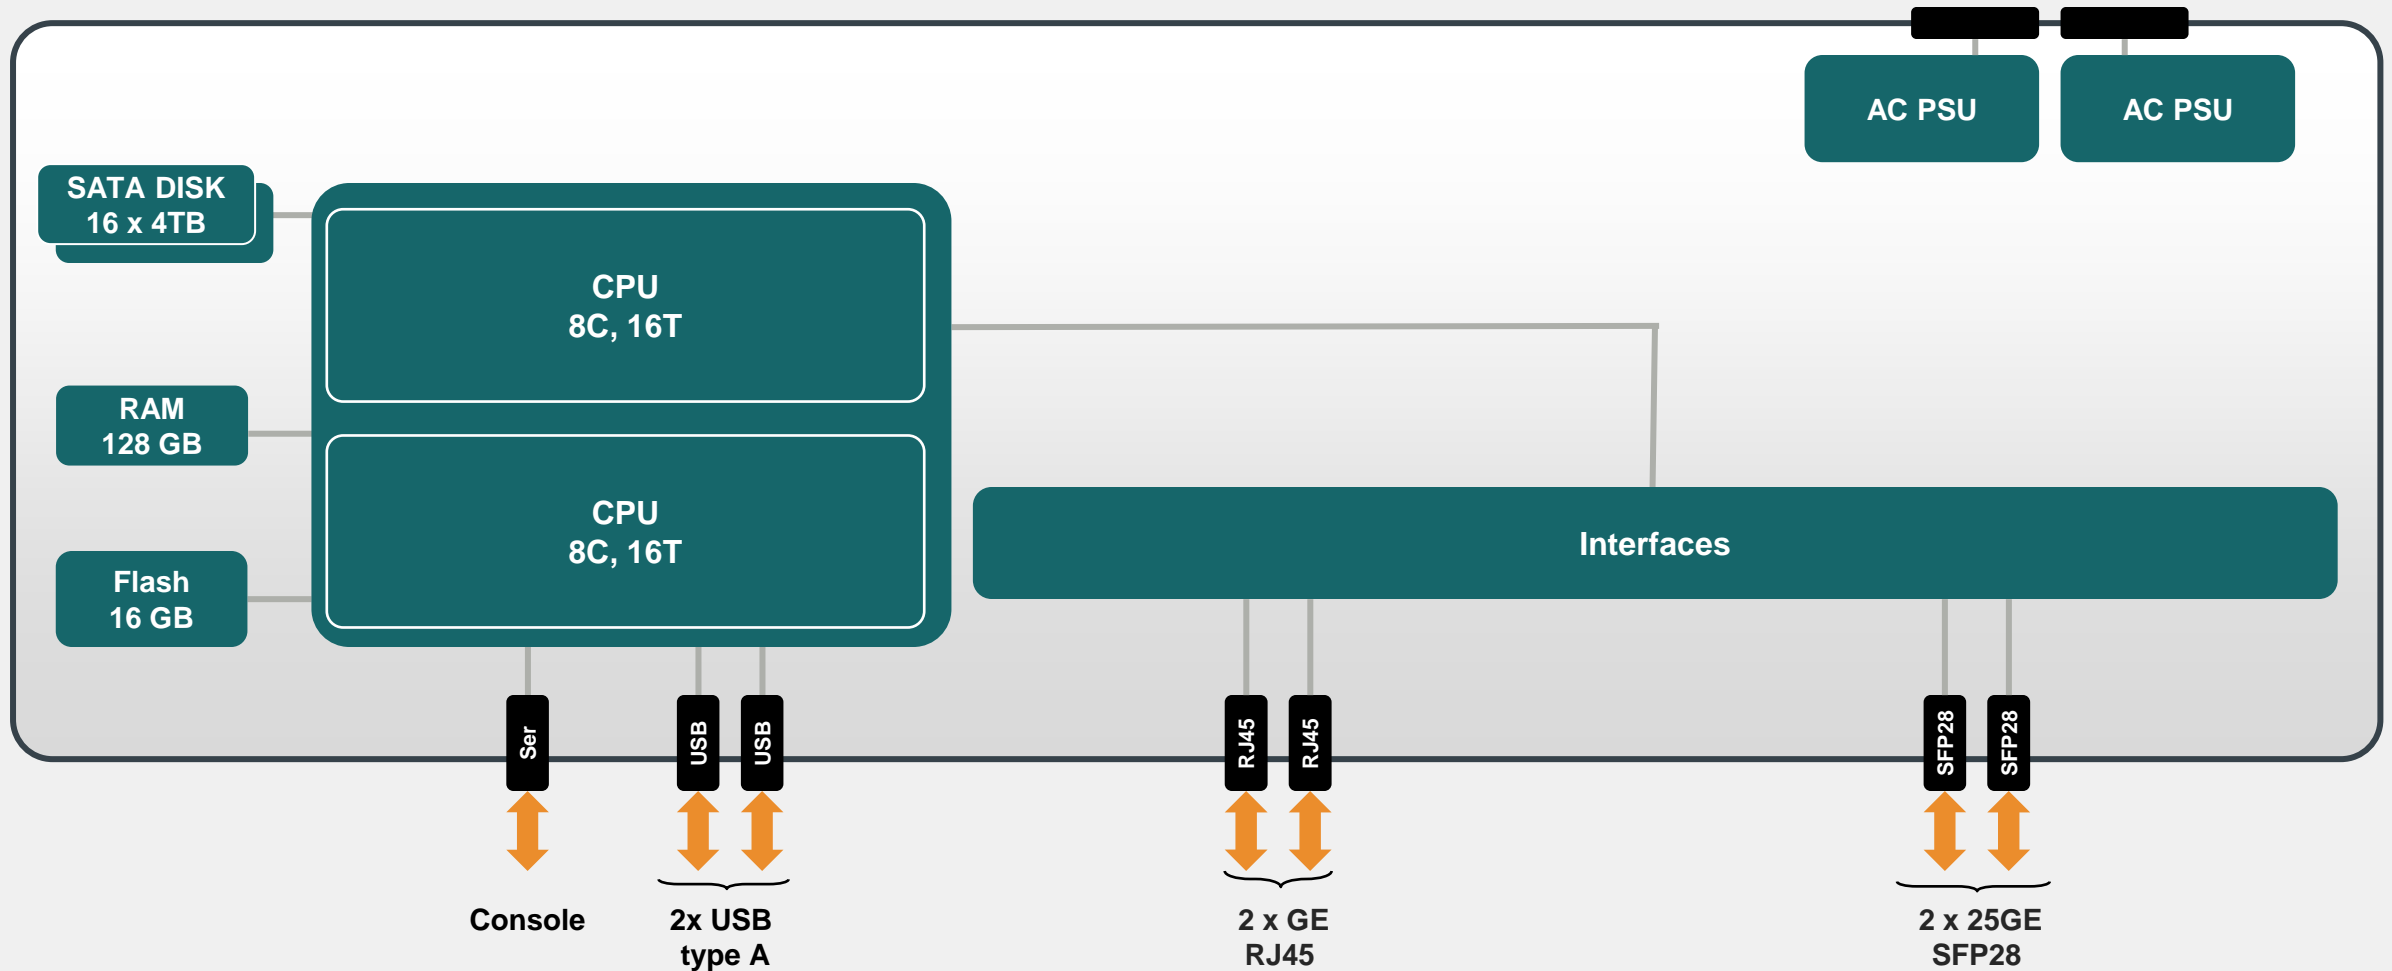 AC PSU
AC PSU
SATA DISK
16 x 4TB
CPU
8C, 16T
RAM
128 GB
CPU
8C, 16T
Flash
16 GB
Interfaces
Ser
USB
USB
RJ45
RJ45
SFP28
SFP28
Console
2x USB
type A
2 x GE
RJ45
2 x 25GE
SFP28